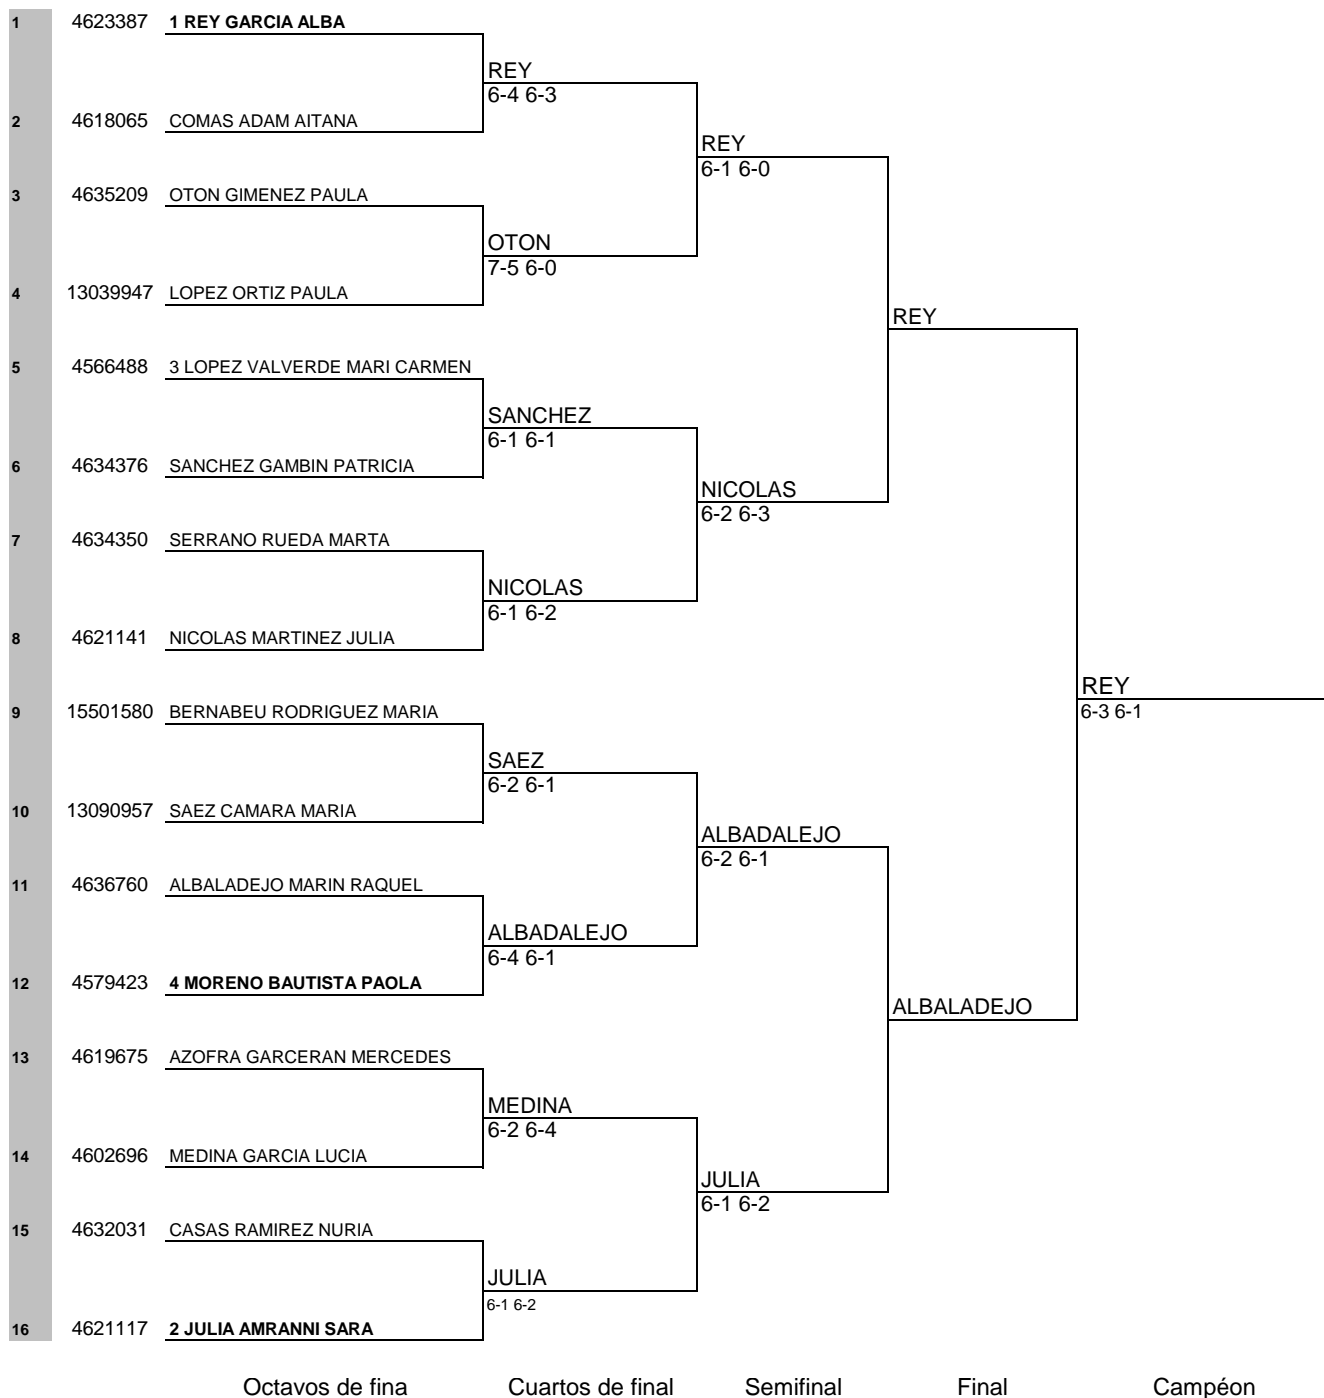 1 4623387 1 REY GARCIA ALBA
REY
6-4 6-3
2 4618065 COMAS ADAM AITANA
REY
6-1 6-0
3 4635209 OTON GIMENEZ PAULA
OTON
7-5 6-0
4 13039947 LOPEZ ORTIZ PAULA
REY
5 4566488 3 LOPEZ VALVERDE MARI CARMEN
SANCHEZ
6-1 6-1
6 4634376 SANCHEZ GAMBIN PATRICIA
NICOLAS
6-2 6-3
7 4634350 SERRANO RUEDA MARTA
NICOLAS
6-1 6-2
8 4621141 NICOLAS MARTINEZ JULIA
REY
6-3 6-1
9 15501580 BERNABEU RODRIGUEZ MARIA
SAEZ
6-2 6-1
10 13090957 SAEZ CAMARA MARIA
ALBADALEJO
6-2 6-1
11 4636760 ALBALADEJO MARIN RAQUEL
ALBADALEJO
6-4 6-1
12 4579423 4 MORENO BAUTISTA PAOLA
ALBALADEJO
13 4619675 AZOFRA GARCERAN MERCEDES
MEDINA
6-2 6-4
14 4602696 MEDINA GARCIA LUCIA
JULIA
6-1 6-2
15 4632031 CASAS RAMIREZ NURIA
JULIA
6-1 6-2
16 4621117 2 JULIA AMRANNI SARA
Octavos de fina Cuartos de final Semifinal Final Campéon